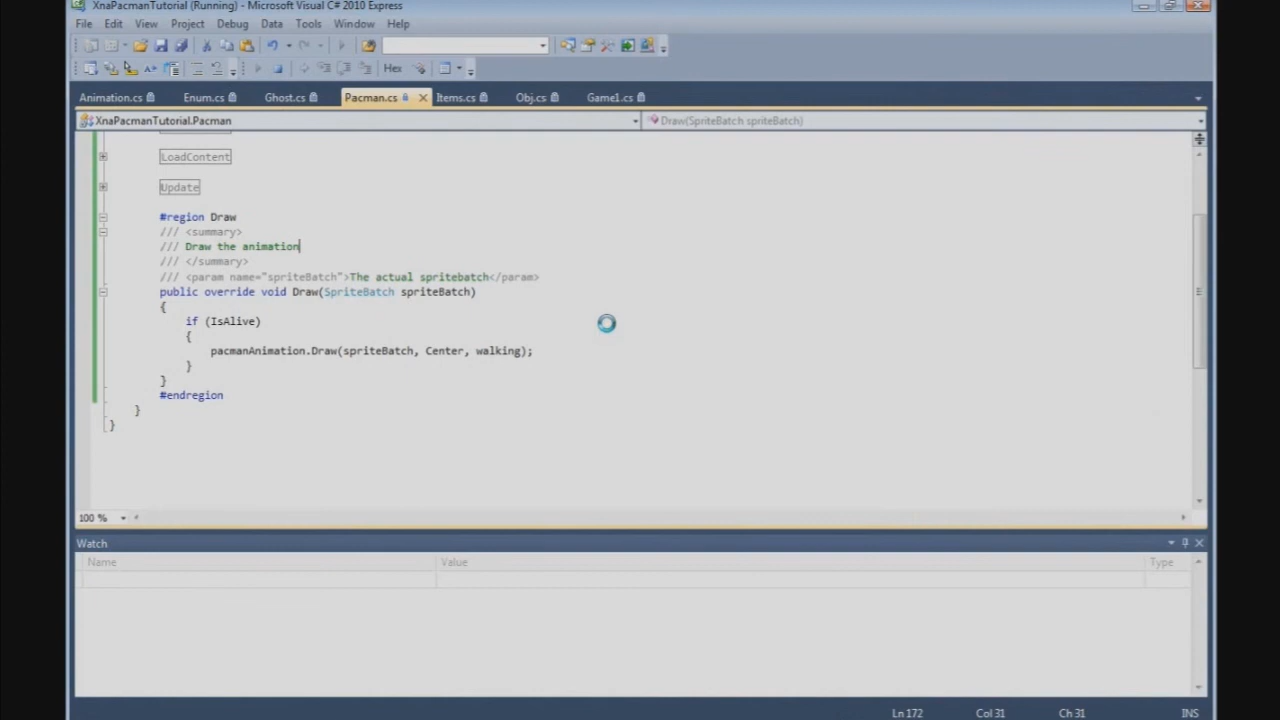 XnaPacmanTutorial (Running) - Microsoft Visual C# 2010 Express
File Edit View Project Debug Data Tools Window Help
Hex
Animation.cs Enum.cs Ghost.cs Pacman.cs Items.cs Obj.cs Game1.cs
XnaPacmanTutorial.Pacman Draw(SpriteBatch spriteBatch)
LoadContent
Update
#region Draw
/// <summary>
/// Draw the animation
/// </summary>
/// <param name="spriteBatch">The actual spritebatch</param>
public override void Draw(SpriteBatch spriteBatch)
{
if (IsAlive)
{
pacmanAnimation.Draw(spriteBatch, Center, walking);
}
}
#endregion
}
}
100 %
Watch
Name Value Type
Ln 172 Col 31 Ch 31 INS